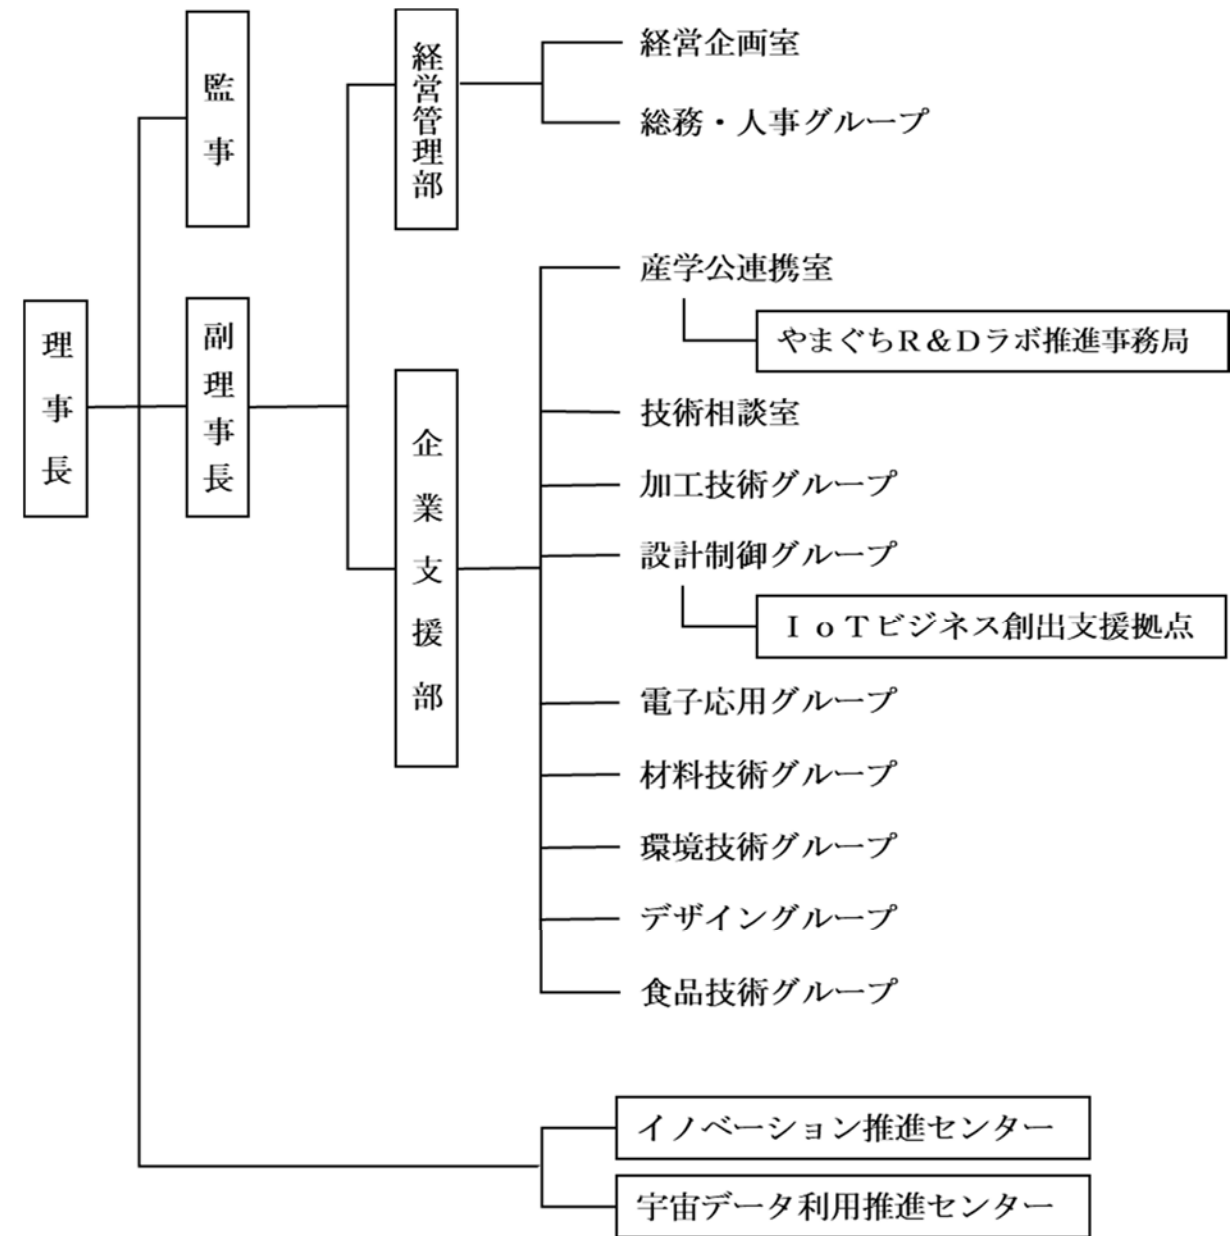 理事長
監事
副理事長
経営管理部
経営企画室
総務・人事グループ
企業支援部
産学公連携室
やまぐちR&Dラボ推進事務局
技術相談室
加工技術グループ
設計制御グループ
IoTビジネス創出支援拠点
電子応用グループ
材料技術グループ
環境技術グループ
デザイングループ
食品技術グループ
イノベーション推進センター
宇宙データ利用推進センター